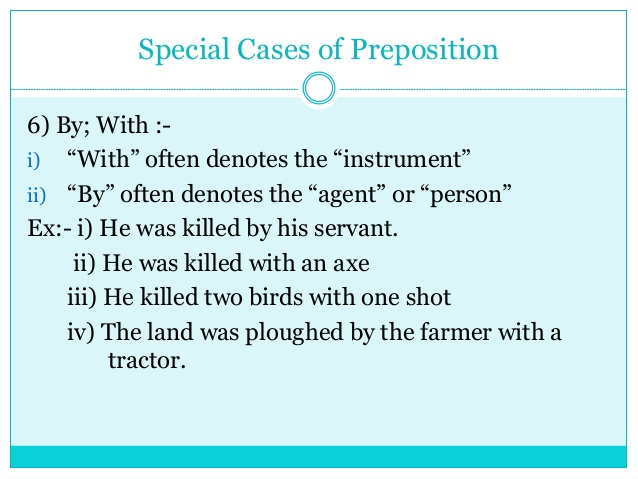 Special Cases of Preposition
6) By; With :-
i) “With” often denotes the “instrument”
ii) “By” often denotes the “agent” or “person”
Ex:- i) He was killed by his servant.
ii) He was killed with an axe
iii) He killed two birds with one shot
iv) The land was ploughed by the farmer with a
tractor.